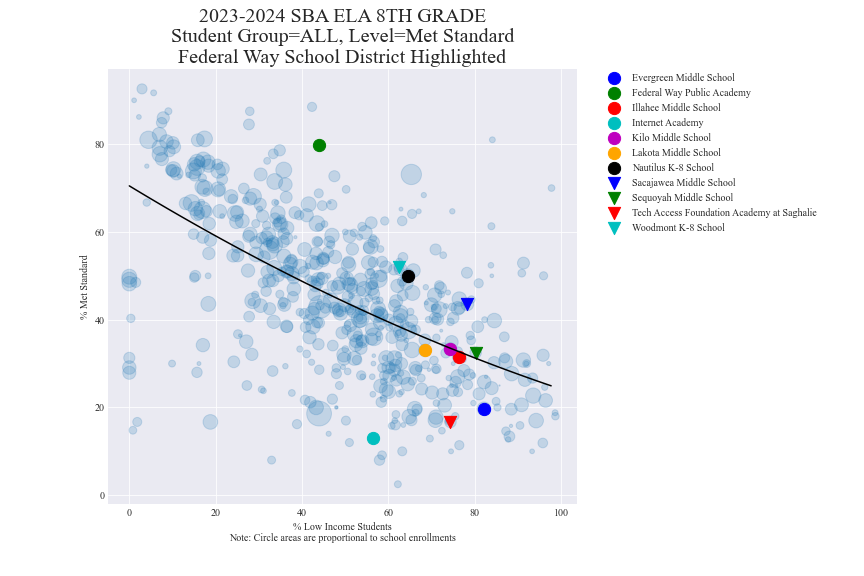 2023-2024 SBA ELA 8TH GRADE
Student Group=ALL, Level=Met Standard
Federal Way School District Highlighted
Evergreen Middle School
Federal Way Public Academy
Illahee Middle School
Internet Academy
Kilo Middle School
Lakota Middle School
Nautilus K-8 School
Sacajawea Middle School
Sequoyah Middle School
Tech Access Foundation Academy at Saghalie
Woodmont K-8 School
% Met Standard
80
60
40
20
0
0 20 40 60 80 100
% Low Income Students
Note: Circle areas are proportional to school enrollments